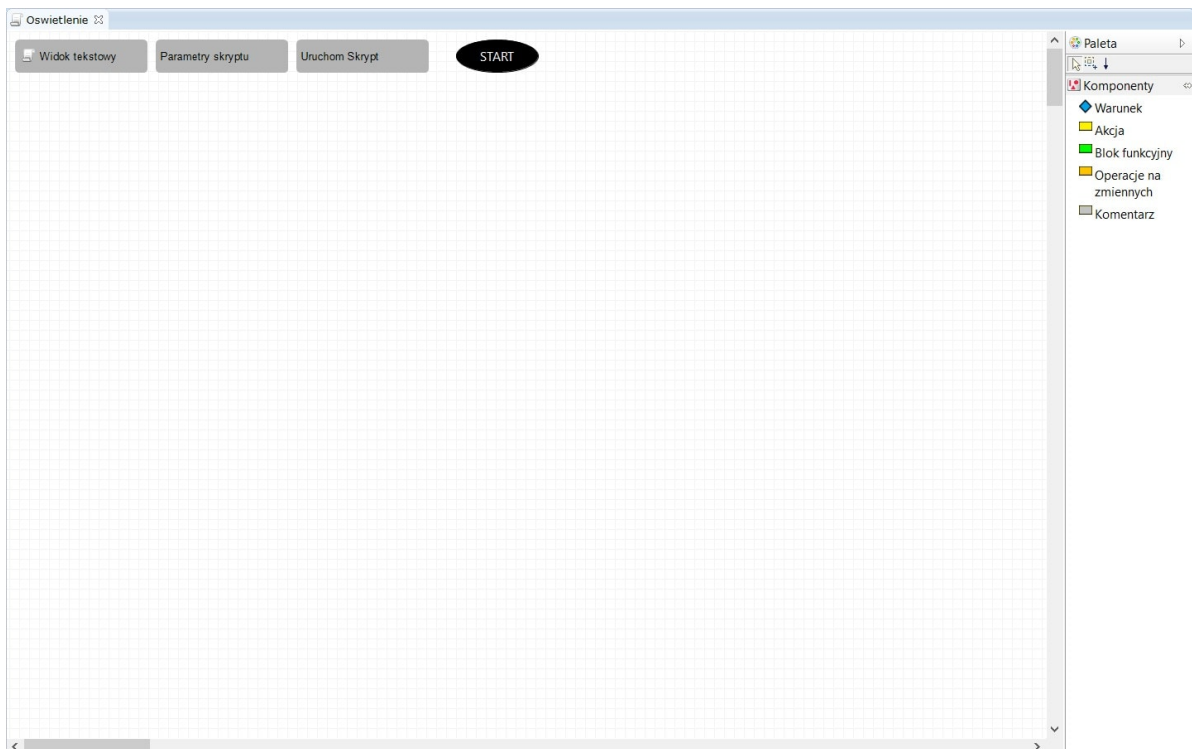 Oswietlenie
Widok tekstowy
Parametry skryptu
Uruchom Skrypt
START
Paleta
Komponenty
Warunek
Akcja
Blok funkcyjny
Operacje na
zmiennych
Komentarz